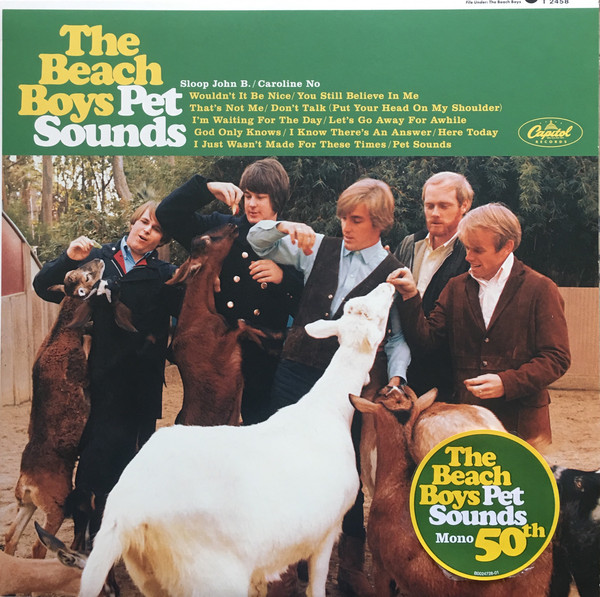 File Under: The Beach Boys
T 2458
The
Beach
Boys Pet
Sounds
Sloop John B./Caroline No
Wouldn't It Be Nice/You Still Believe In Me
That's Not Me/Don't Talk (Put Your Head On My Shoulder)
I'm Waiting For The Day/Let's Go Away For Awhile
God Only Knows/I Know There's An Answer/Here Today
I Just Wasn't Made For These Times/Pet Sounds
Capitol
RECORDS
The
Beach
Boys Pet
Sounds
Mono 50th